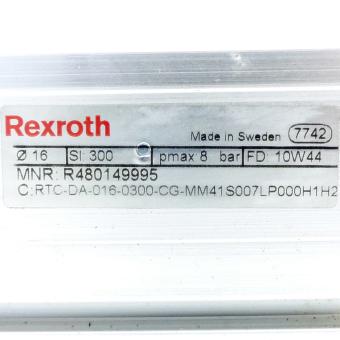 Rexroth Made in Sweden 7742
Ø 16 SI: 300 pmax 8 bar FD: 10W44
MNR: R480149995
C:RTC-DA-016-0300-CG-MM41S007LP000H1H2